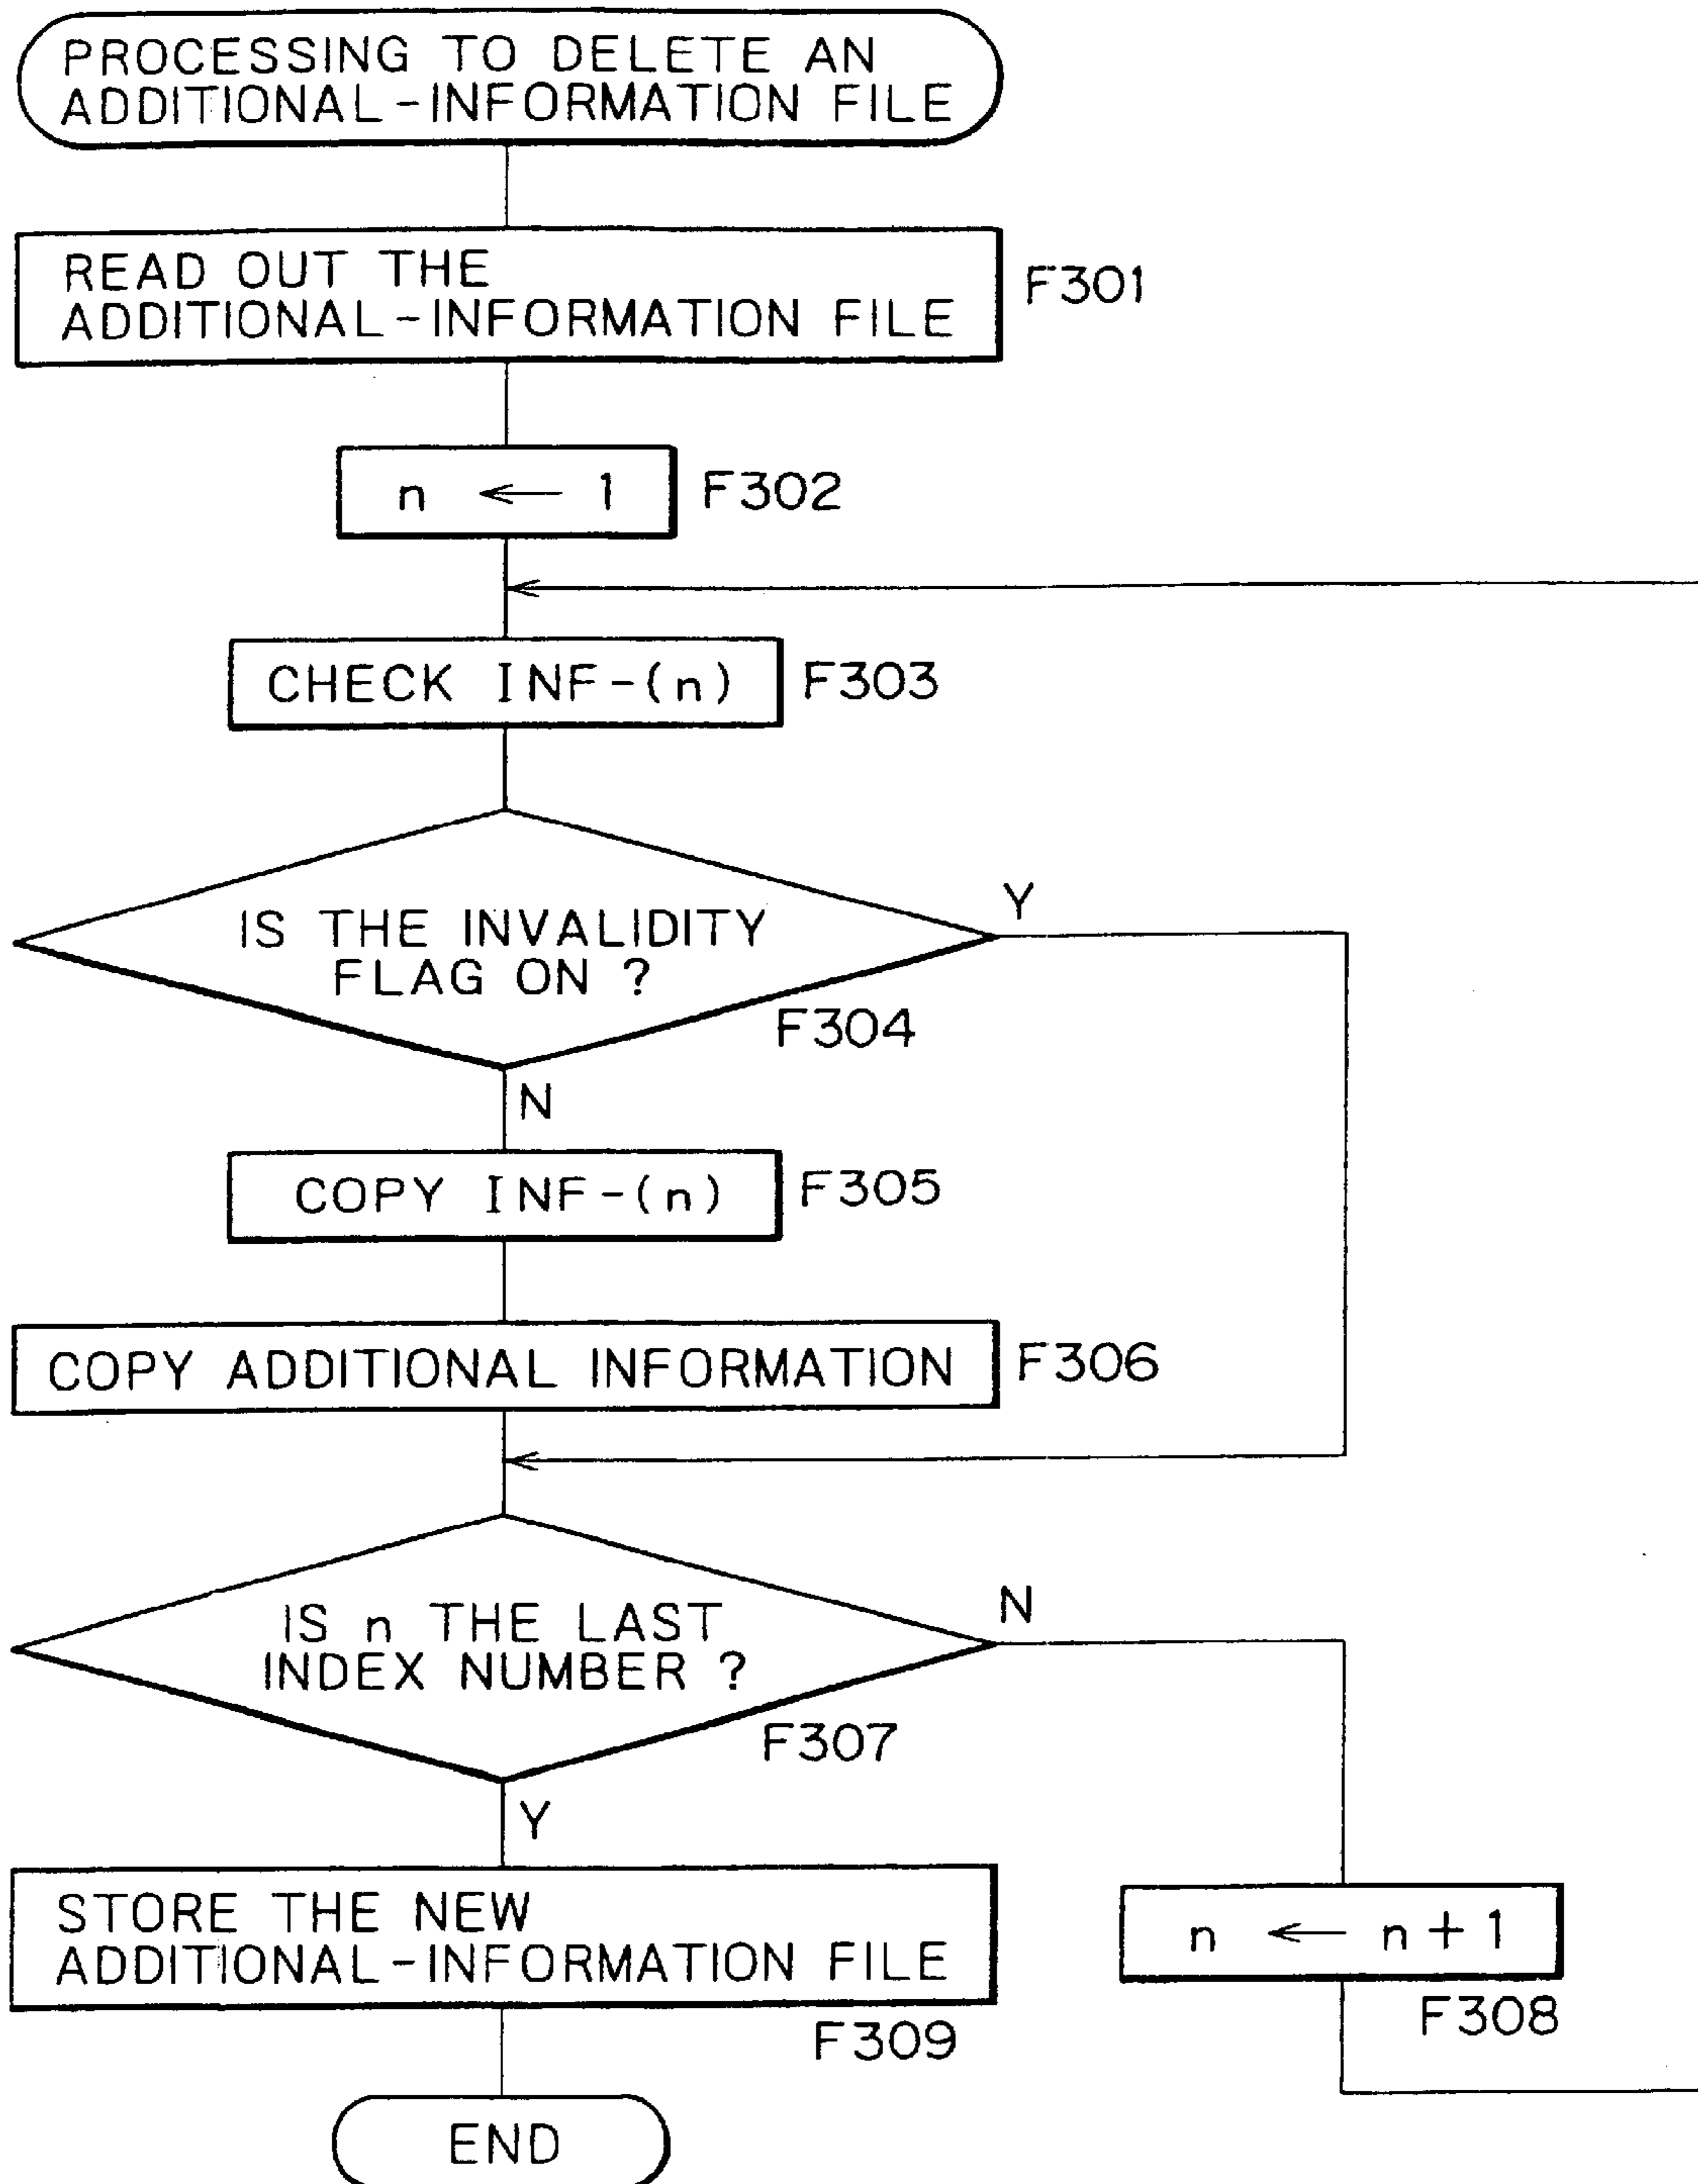 PROCESSING TO DELETE AN
ADDITIONAL-INFORMATION FILE
READ OUT THE
ADDITIONAL-INFORMATION FILE
F301
n ← 1
F302
CHECK INF-(n)
F303
IS THE INVALIDITY
FLAG ON ?
Y
F304
N
COPY INF-(n)
F305
COPY ADDITIONAL INFORMATION
F306
IS n THE LAST
INDEX NUMBER ?
N
F307
Y
STORE THE NEW
ADDITIONAL-INFORMATION FILE
F309
n ← n+1
F308
END